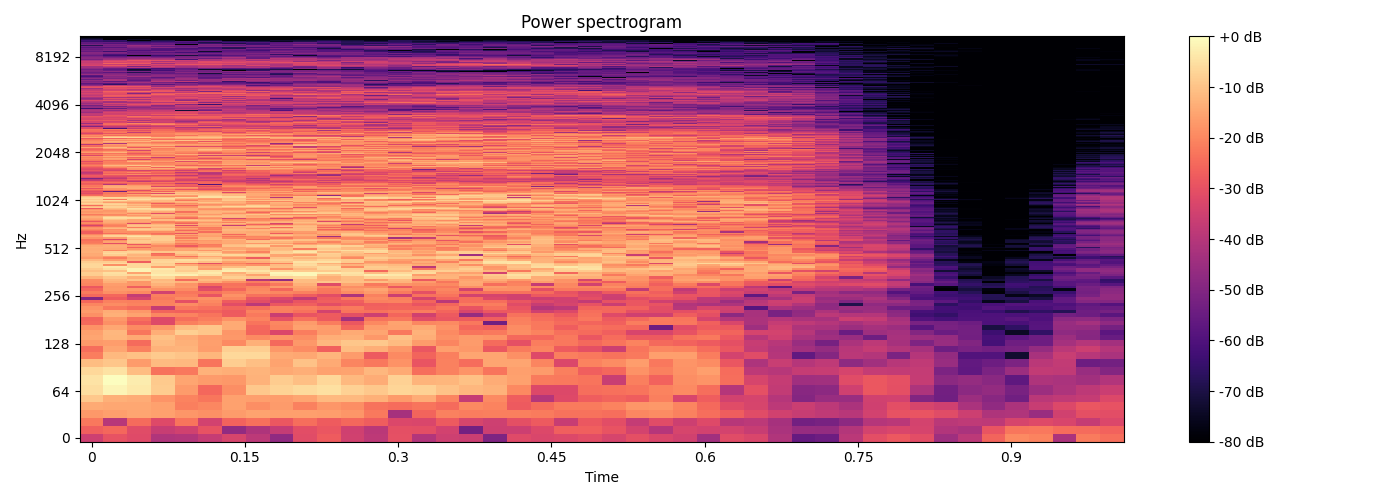 Power spectrogram
8192
4096
2048
1024
512
256
128
64
0
Hz
0 0.15 0.3 0.45 0.6 0.75 0.9
Time
+0 dB
-10 dB
-20 dB
-30 dB
-40 dB
-50 dB
-60 dB
-70 dB
-80 dB